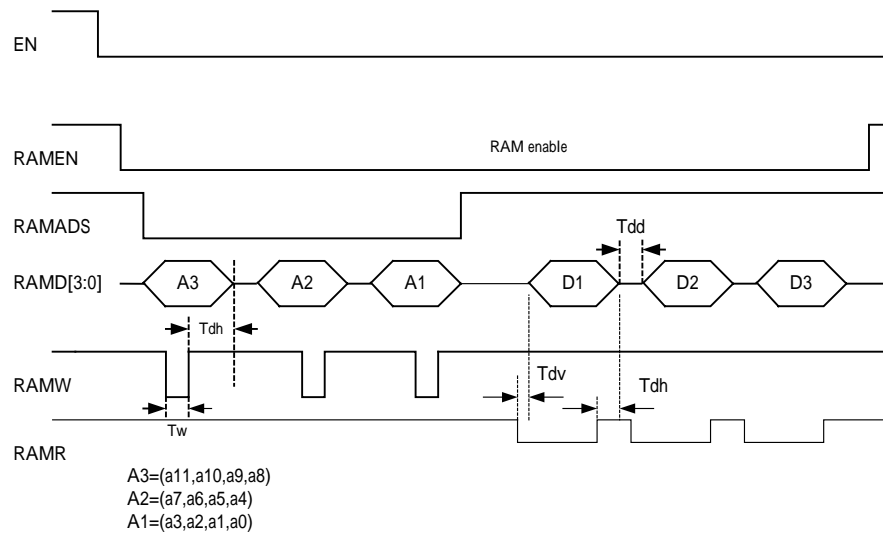 EN
RAMEN
RAM enable
RAMADS
Tdd
RAMD[3:0]
A3
A2
A1
D1
D2
D3
Tdh
RAMW
Tdv
Tdh
Tw
RAMR
A3=(a11,a10,a9,a8)
A2=(a7,a6,a5,a4)
A1=(a3,a2,a1,a0)